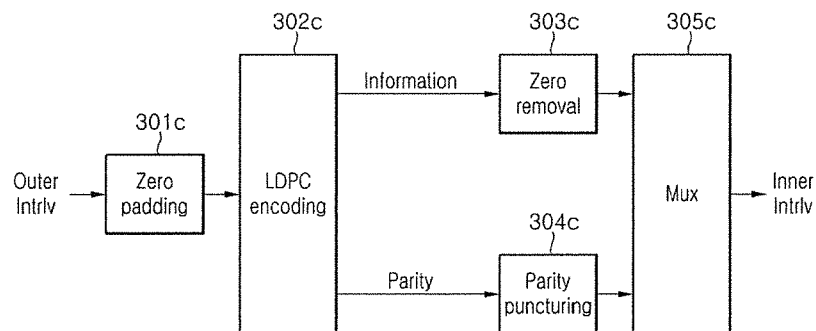 302c
303c
305c
Information
Zero
removal
301c
Outer
Intrlv
Zero
padding
LDPC
encoding
Mux
Inner
Intrlv
304c
Parity
Parity
puncturing